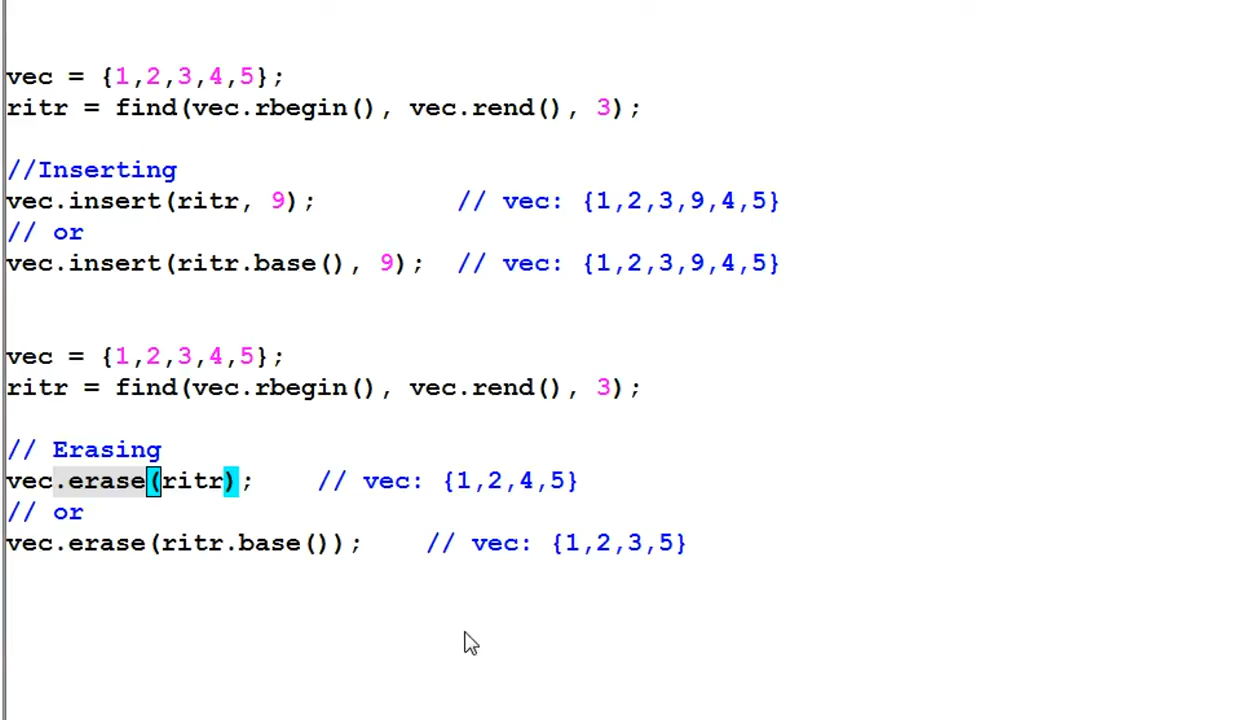 vec = {1,2,3,4,5};
ritr = find(vec.rbegin(), vec.rend(), 3);
//Inserting
vec.insert(ritr, 9);         // vec: {1,2,3,9,4,5}
// or
vec.insert(ritr.base(), 9);  // vec: {1,2,3,9,4,5}
vec = {1,2,3,4,5};
ritr = find(vec.rbegin(), vec.rend(), 3);
// Erasing
vec.erase(ritr);    // vec: {1,2,4,5}
// or
vec.erase(ritr.base());    // vec: {1,2,3,5}